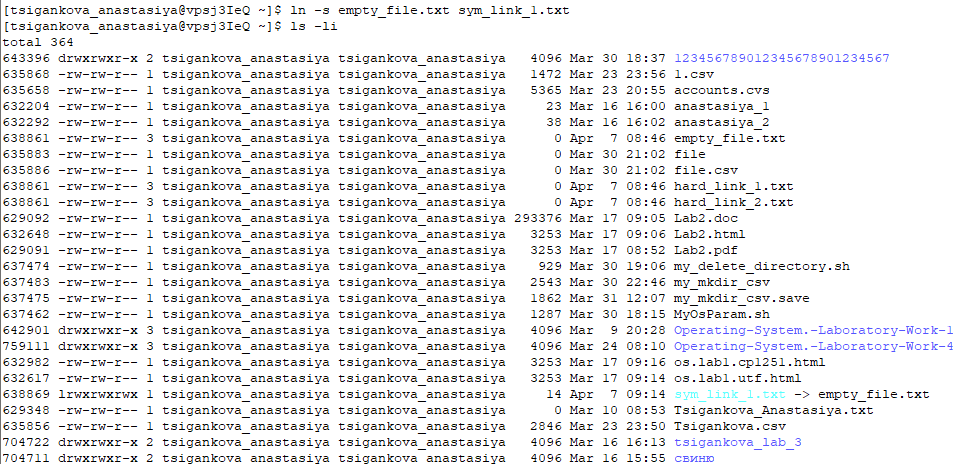 [tsigankova_anastasiya@vpsj3IeQ ~]$ ln -s empty_file.txt sym_link_1.txt
[tsigankova_anastasiya@vpsj3IeQ ~]$ ls -li
total 364
643396 drwxrwxr-x 2 tsigankova_anastasiya tsigankova_anastasiya   4096 Mar 30 18:37 123456789012345678901234567
635868 -rw-rw-r-- 1 tsigankova_anastasiya tsigankova_anastasiya   1472 Mar 23 23:56 1.csv
635658 -rw-rw-r-- 1 tsigankova_anastasiya tsigankova_anastasiya   5365 Mar 23 20:55 accounts.cvs
632204 -rw-rw-r-- 1 tsigankova_anastasiya tsigankova_anastasiya     23 Mar 16 16:00 anastasiya_1
632292 -rw-rw-r-- 1 tsigankova_anastasiya tsigankova_anastasiya     38 Mar 16 16:02 anastasiya_2
638861 -rw-rw-r-- 3 tsigankova_anastasiya tsigankova_anastasiya      0 Apr  7 08:46 empty_file.txt
635883 -rw-rw-r-- 1 tsigankova_anastasiya tsigankova_anastasiya      0 Mar 30 21:02 file
635886 -rw-rw-r-- 1 tsigankova_anastasiya tsigankova_anastasiya      0 Mar 30 21:02 file.csv
638861 -rw-rw-r-- 3 tsigankova_anastasiya tsigankova_anastasiya      0 Apr  7 08:46 hard_link_1.txt
638861 -rw-rw-r-- 3 tsigankova_anastasiya tsigankova_anastasiya      0 Apr  7 08:46 hard_link_2.txt
629092 -rw-rw-r-- 1 tsigankova_anastasiya tsigankova_anastasiya 293376 Mar 17 09:05 Lab2.doc
632648 -rw-rw-r-- 1 tsigankova_anastasiya tsigankova_anastasiya   3253 Mar 17 09:06 Lab2.html
629091 -rw-rw-r-- 1 tsigankova_anastasiya tsigankova_anastasiya   3253 Mar 17 08:52 Lab2.pdf
637474 -rw-rw-r-- 1 tsigankova_anastasiya tsigankova_anastasiya    929 Mar 30 19:06 my_delete_directory.sh
637483 -rw-rw-r-- 1 tsigankova_anastasiya tsigankova_anastasiya   2543 Mar 30 22:46 my_mkdir_csv
637475 -rw-rw-r-- 1 tsigankova_anastasiya tsigankova_anastasiya   1862 Mar 31 12:07 my_mkdir_csv.save
637462 -rw-rw-r-- 1 tsigankova_anastasiya tsigankova_anastasiya   1287 Mar 30 18:15 MyOsParam.sh
642901 drwxrwxr-x 3 tsigankova_anastasiya tsigankova_anastasiya   4096 Mar  9 20:28 Operating-System.-Laboratory-Work-1
759111 drwxrwxr-x 3 tsigankova_anastasiya tsigankova_anastasiya   4096 Mar 24 08:10 Operating-System.-Laboratory-Work-4
632982 -rw-rw-r-- 1 tsigankova_anastasiya tsigankova_anastasiya   3253 Mar 17 09:16 os.lab1.cp1251.html
632617 -rw-rw-r-- 1 tsigankova_anastasiya tsigankova_anastasiya   3253 Mar 17 09:14 os.lab1.utf.html
638869 lrwxrwxrwx 1 tsigankova_anastasiya tsigankova_anastasiya     14 Apr  7 09:14 sym_link_1.txt -> empty_file.txt
629348 -rw-rw-r-- 1 tsigankova_anastasiya tsigankova_anastasiya      0 Mar 10 08:53 Tsigankova_Anastasiya.txt
635856 -rw-rw-r-- 1 tsigankova_anastasiya tsigankova_anastasiya   2846 Mar 23 23:50 Tsigankova.csv
704722 drwxrwxr-x 2 tsigankova_anastasiya tsigankova_anastasiya   4096 Mar 16 16:13 tsigankova_lab_3
704711 drwxrwxr-x 2 tsigankova_anastasiya tsigankova_anastasiya   4096 Mar 16 15:55 свиню